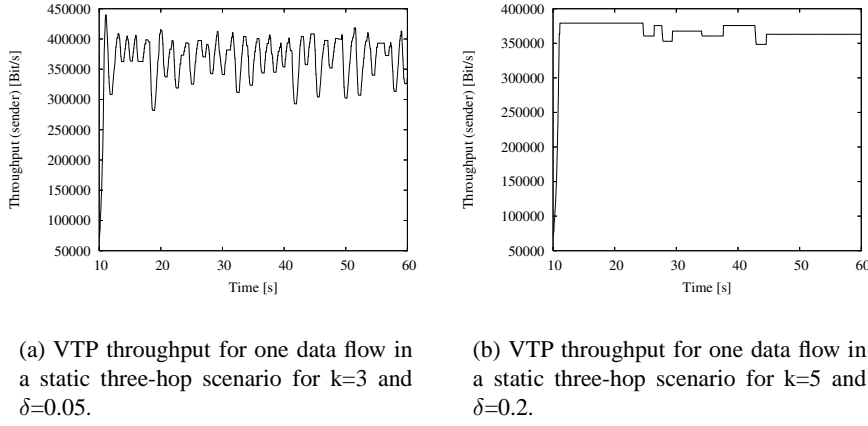 Throughput (sender) [Bit/s]
450000
400000
350000
300000
250000
200000
150000
100000
50000
10
20
30
40
50
60
Time [s]
(a) VTP throughput for one data flow in
a static three-hop scenario for k=3 and
δ=0.05.
Throughput (sender) [Bit/s]
400000
350000
300000
250000
200000
150000
100000
50000
10
20
30
40
50
60
Time [s]
(b) VTP throughput for one data flow in
a static three-hop scenario for k=5 and
δ=0.2.